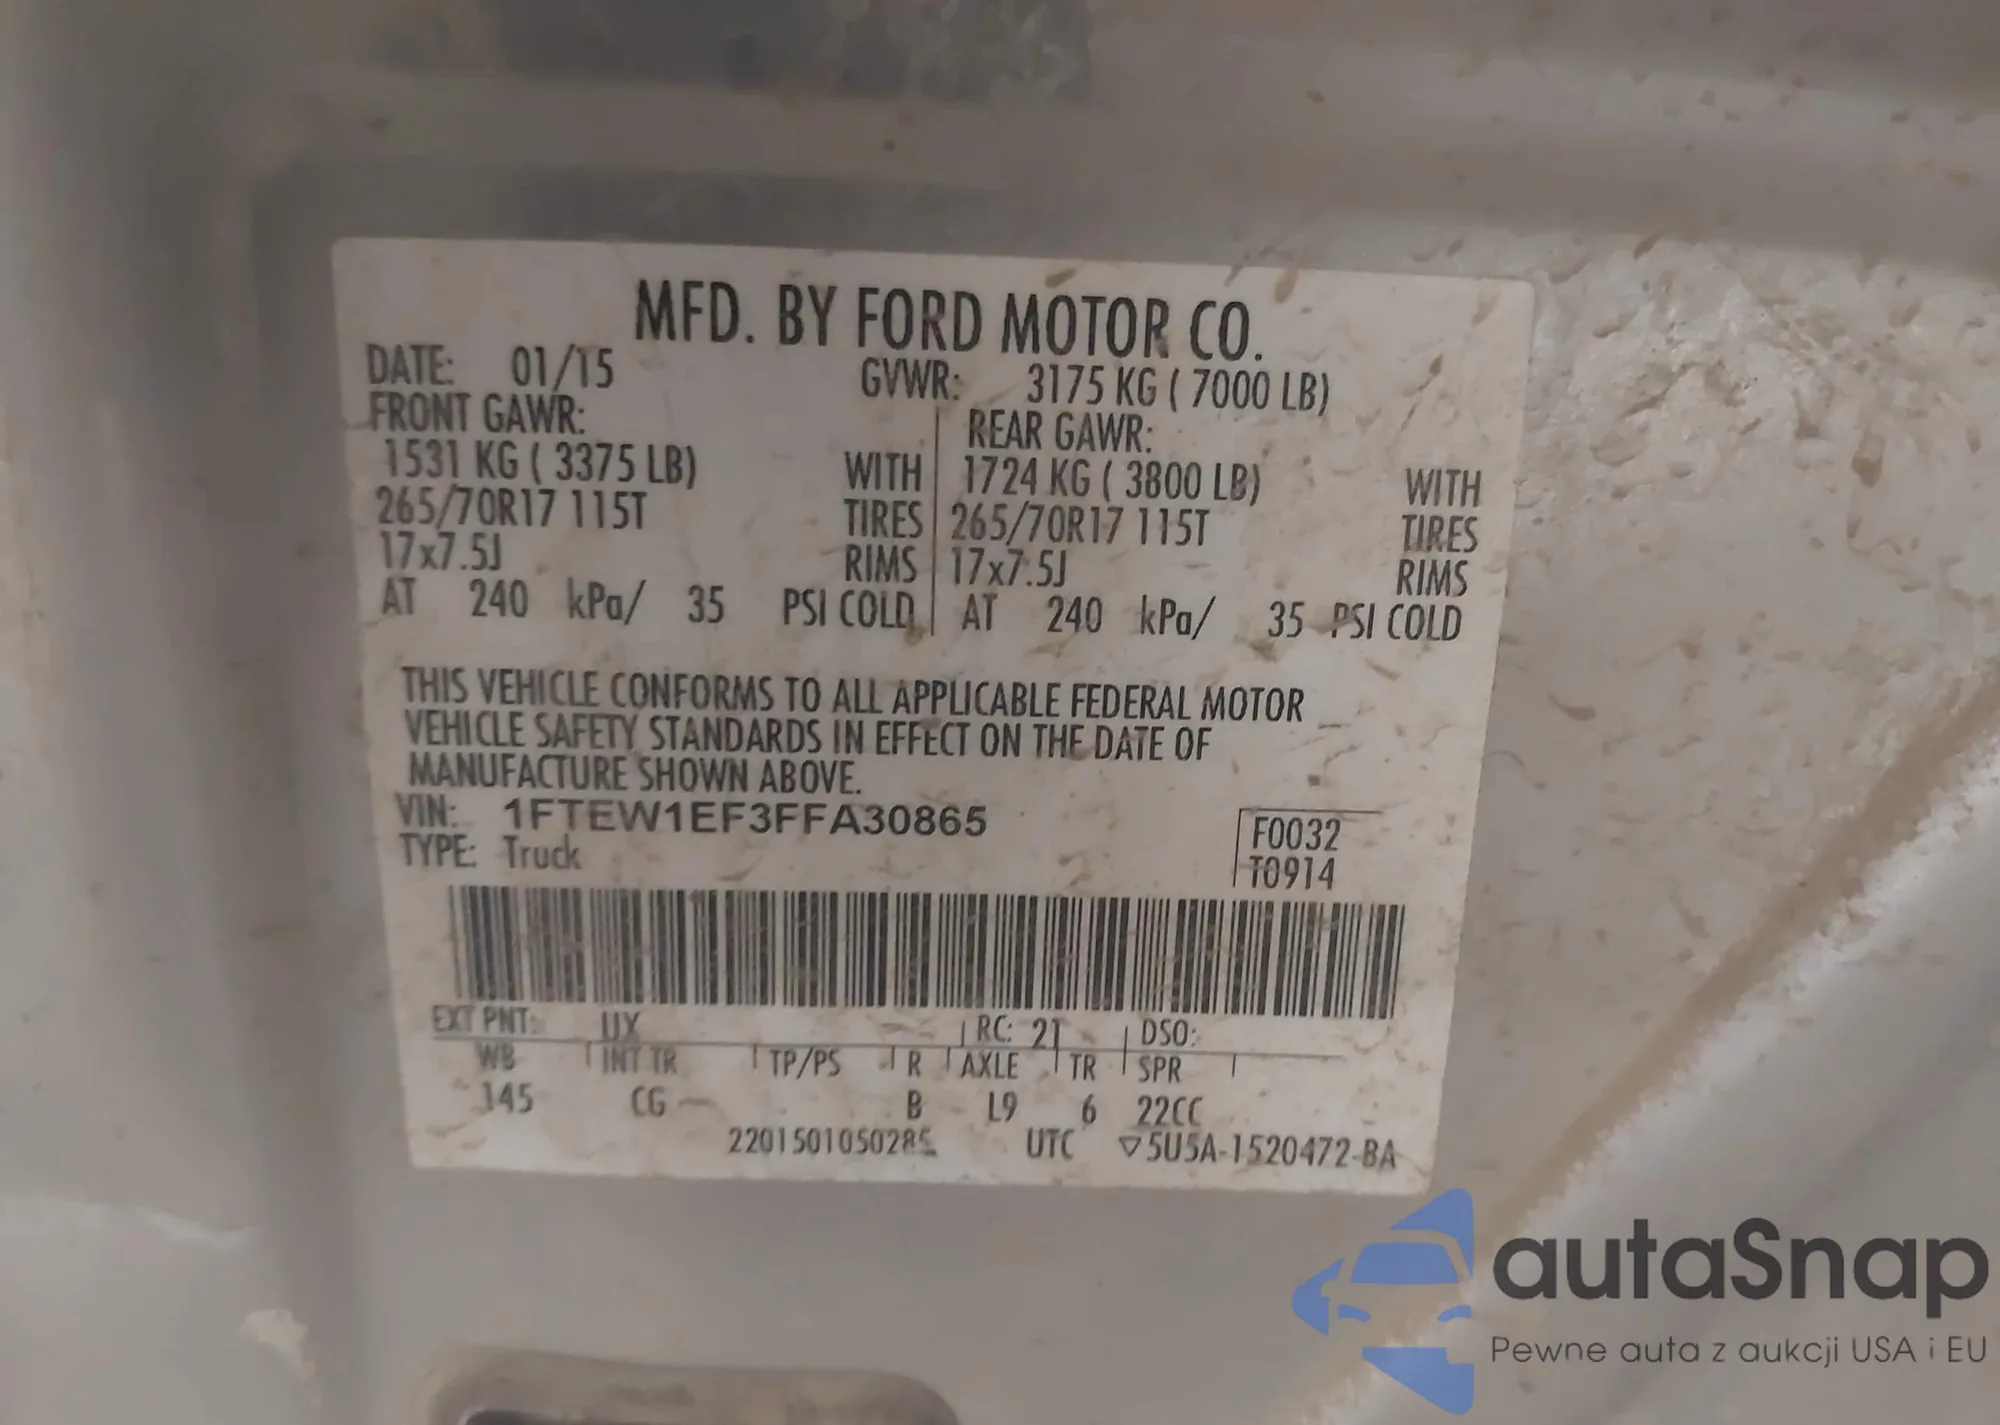 MFD. BY FORD MOTOR CO.
DATE: 01/15 GVWR: 3175 KG ( 7000 LB)
FRONT GAWR: REAR GAWR:
1531 KG ( 3375 LB) WITH 1724 KG ( 3800 LB) WITH
265/70R17 115T TIRES 265/70R17 115T TIRES
17x7.5J RIMS 17x7.5J RIMS
AT 240 kPa/ 35 PSI COLD AT 240 kPa/ 35 PSI COLD
THIS VEHICLE CONFORMS TO ALL APPLICABLE FEDERAL MOTOR
VEHICLE SAFETY STANDARDS IN EFFECT ON THE DATE OF
MANUFACTURE SHOWN ABOVE.
VIN: 1FTEW1EF3FFA30865
F0032
TYPE: Truck
T0914
EXT PNT: UX RC: 21 DSO:
WB INT TR TP/PS R AXLE TR SPR
145 CG B L9 6 22CC
UTC ▽5U5A-1520472-BA
autaSnap
Pewne auta z aukcji USA i EU